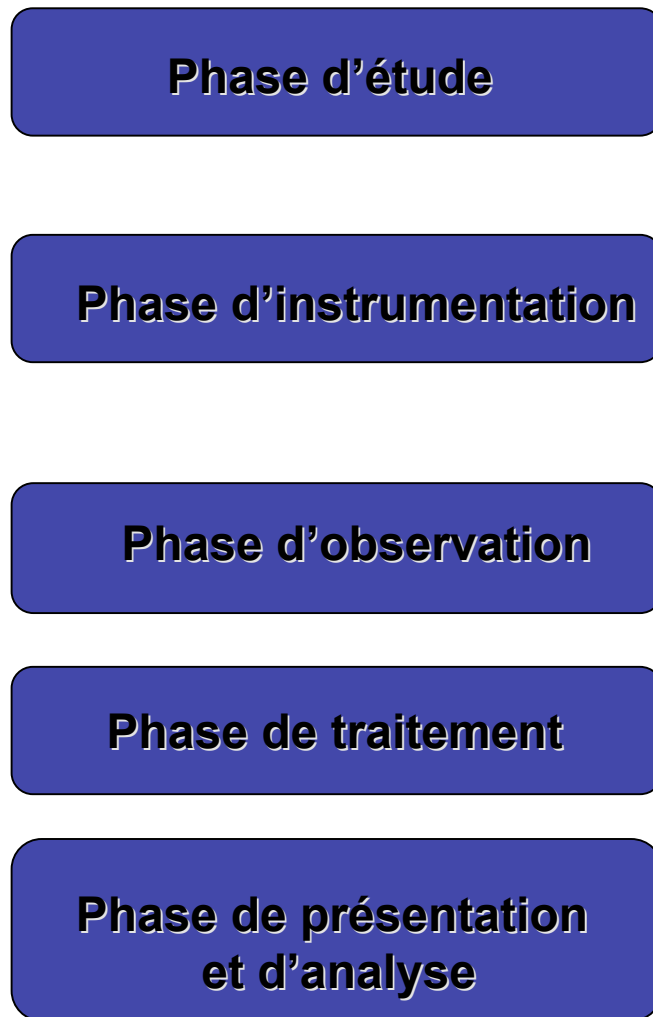 Phase d’étude
Phase d’instrumentation
Phase d’observation
Phase de traitement
Phase de présentation
et d’analyse